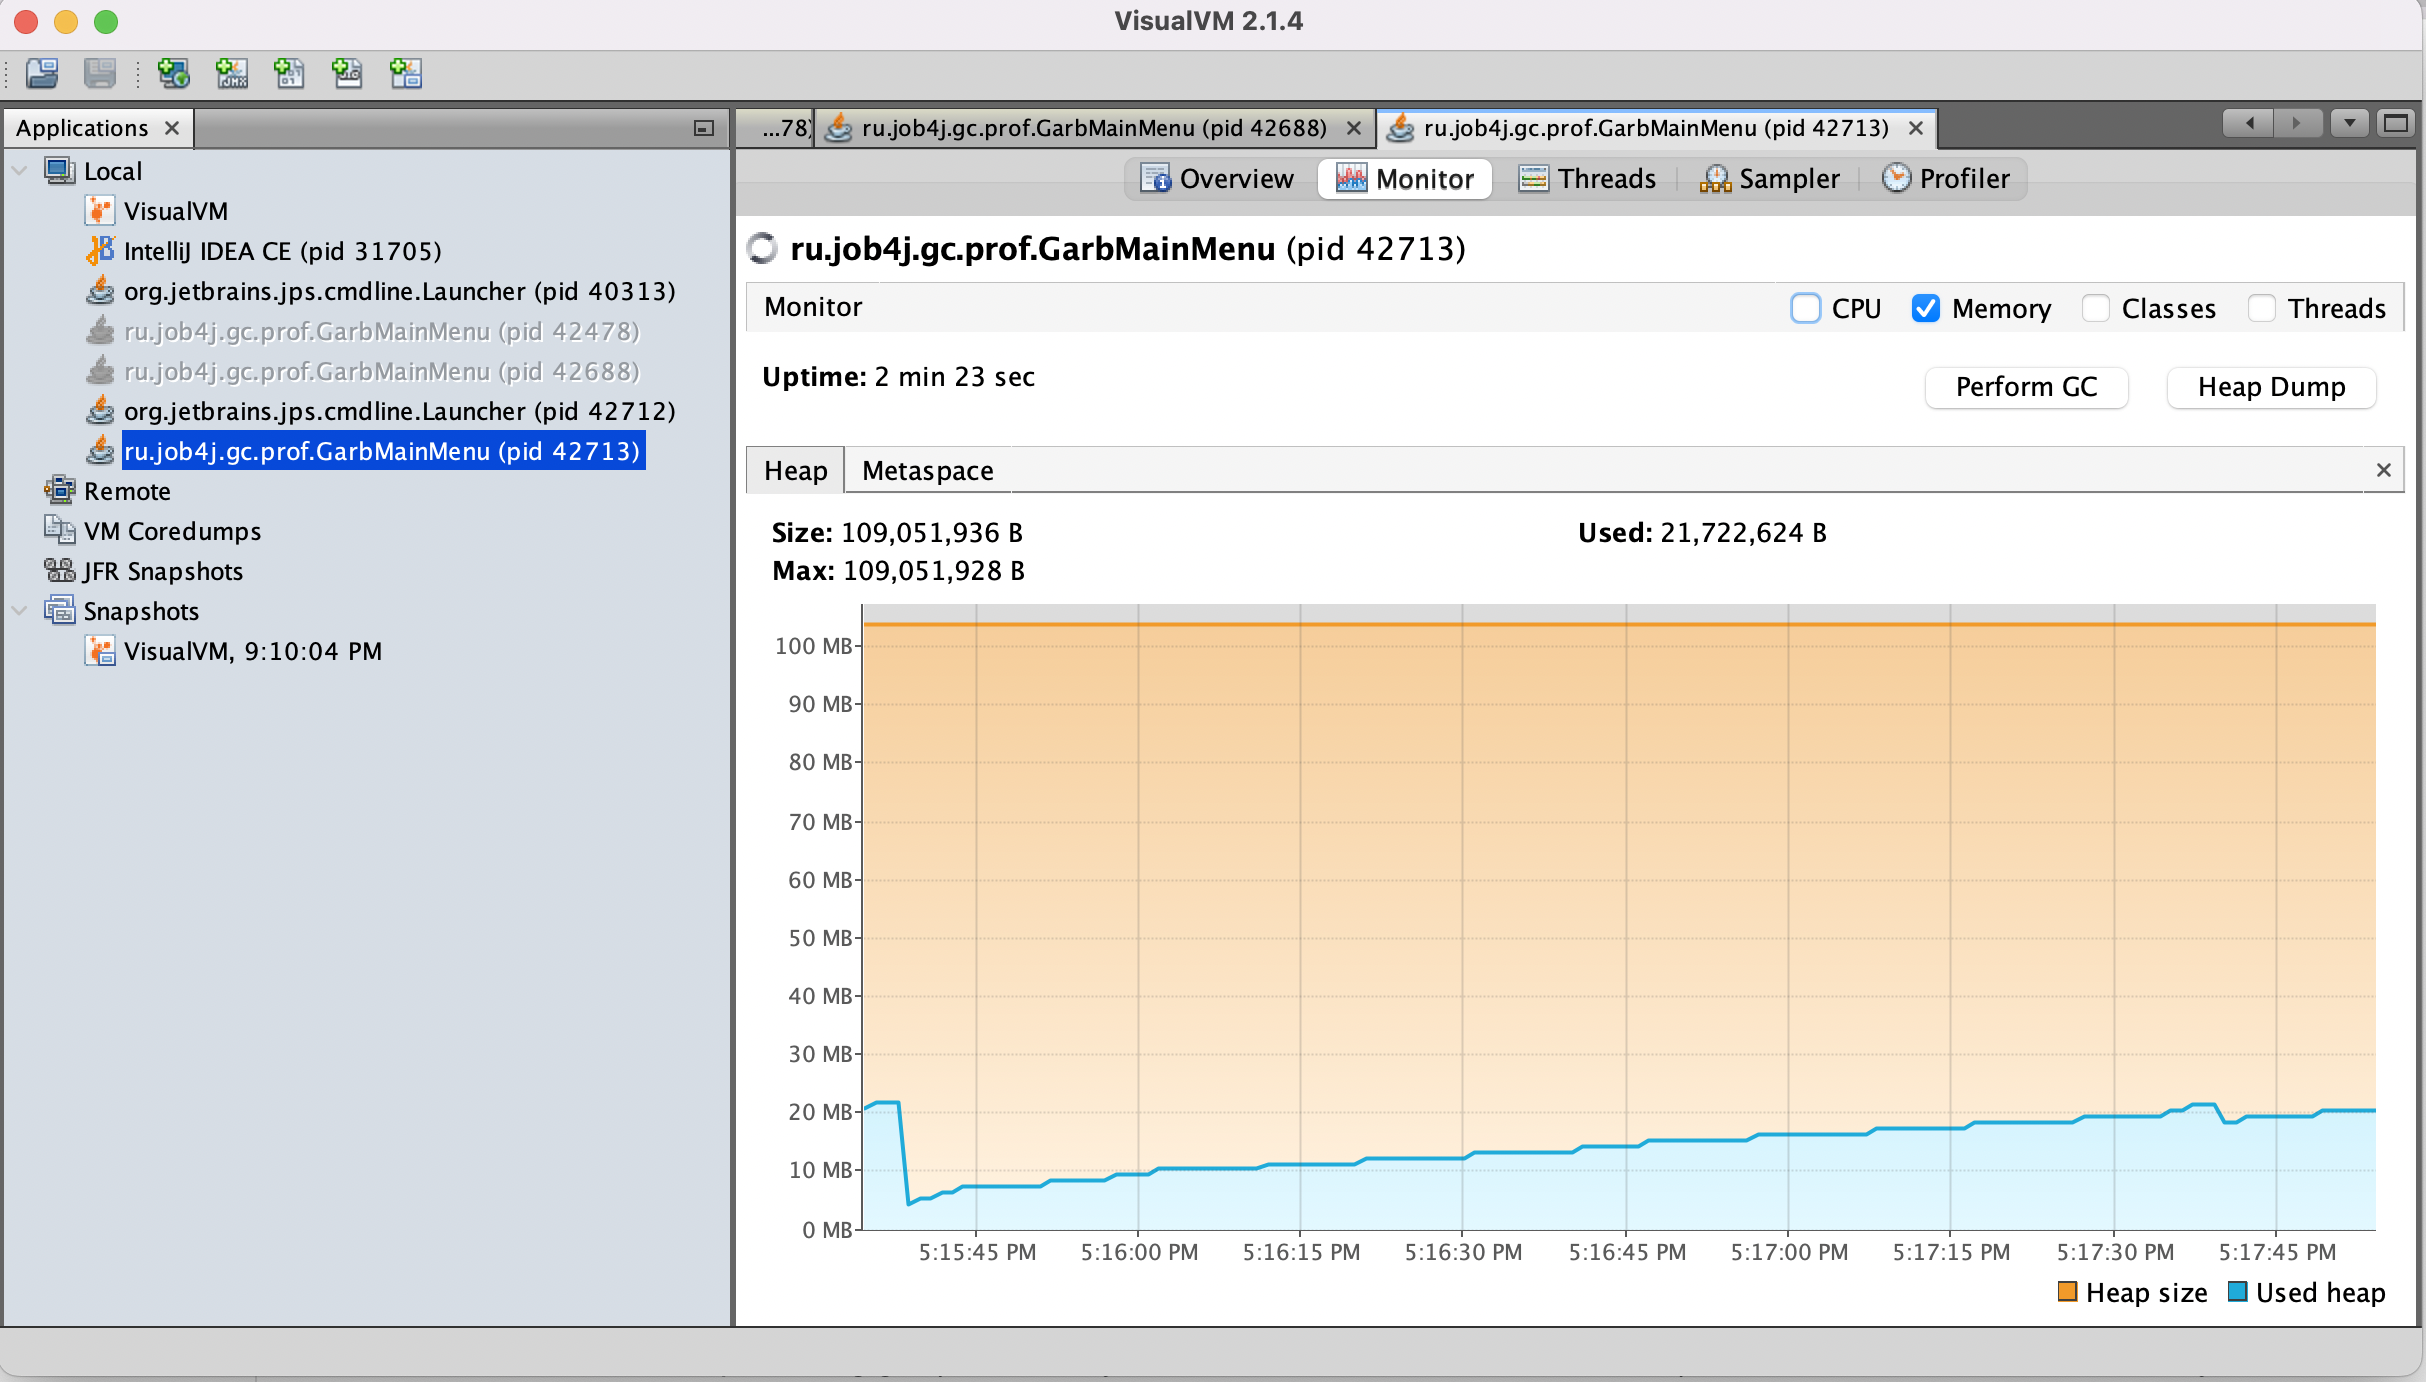 VisualVM 2.1.4
Applications
Local
VisualVM
IntelliJ IDEA CE (pid 31705)
org.jetbrains.jps.cmdline.Launcher (pid 40313)
ru.job4j.gc.prof.GarbMainMenu (pid 42478)
ru.job4j.gc.prof.GarbMainMenu (pid 42688)
org.jetbrains.jps.cmdline.Launcher (pid 42712)
ru.job4j.gc.prof.GarbMainMenu (pid 42713)
Remote
VM Coredumps
JFR Snapshots
Snapshots
VisualVM, 9:10:04 PM
...78) ru.job4j.gc.prof.GarbMainMenu (pid 42688) ru.job4j.gc.prof.GarbMainMenu (pid 42713)
Overview Monitor Threads Sampler Profiler
ru.job4j.gc.prof.GarbMainMenu (pid 42713)
Monitor CPU Memory Classes Threads
Uptime: 2 min 23 sec Perform GC Heap Dump
Heap Metaspace
Size: 109,051,936 B Used: 21,722,624 B
Max: 109,051,928 B
100 MB
90 MB
80 MB
70 MB
60 MB
50 MB
40 MB
30 MB
20 MB
10 MB
0 MB
5:15:45 PM 5:16:00 PM 5:16:15 PM 5:16:30 PM 5:16:45 PM 5:17:00 PM 5:17:15 PM 5:17:30 PM 5:17:45 PM
Heap size Used heap